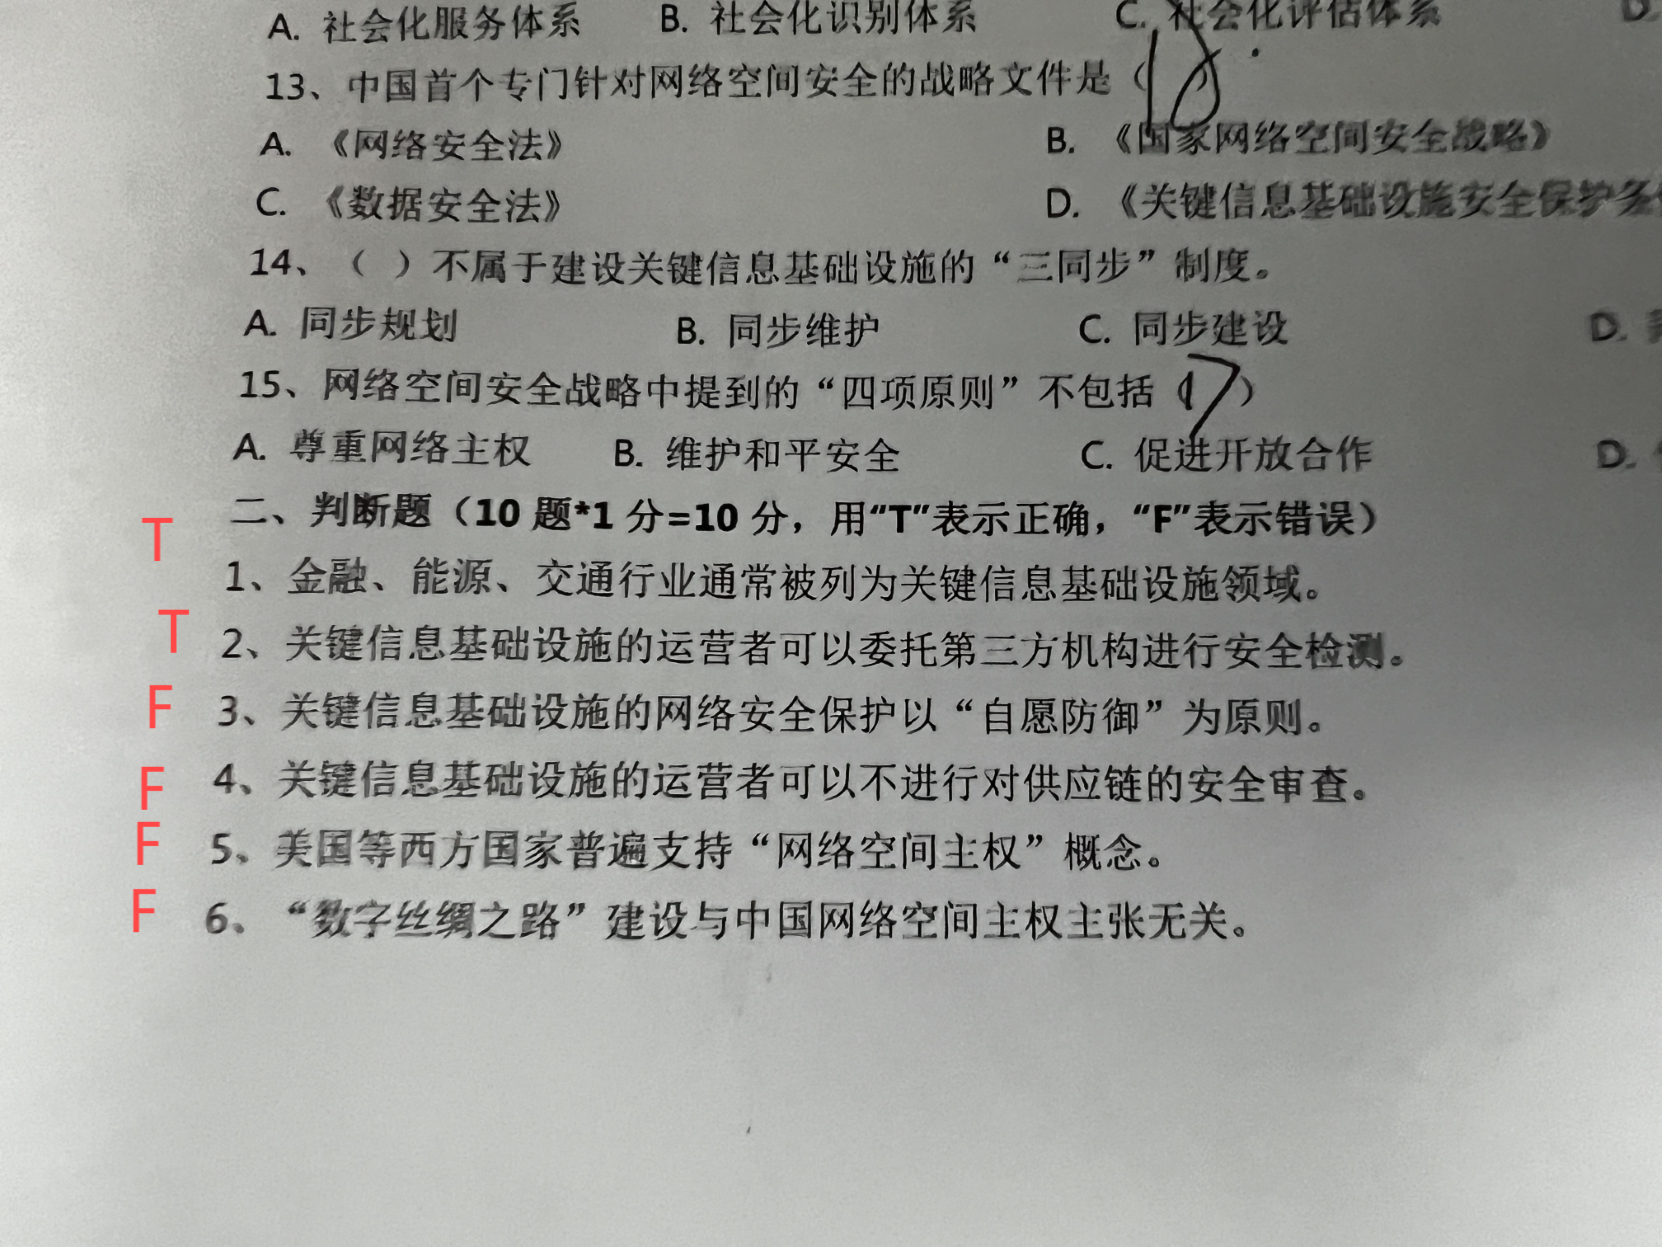 A. 社会化服务体系 B. 社会化识别体系 C. 社会化评估体系 D.
13、中国首个专门针对网络空间安全的战略文件是（ ）
A. 《网络安全法》 B. 《国家网络空间安全战略》
C. 《数据安全法》 D. 《关键信息基础设施安全保护条
14、（ ）不属于建设关键信息基础设施的“三同步”制度。
A. 同步规划 B. 同步维护 C. 同步建设 D.
15、网络空间安全战略中提到的“四项原则”不包括（ ）
A. 尊重网络主权 B. 维护和平安全 C. 促进开放合作 D.
二、判断题（10 题*1 分=10 分，用“T”表示正确，“F”表示错误）
T 1、金融、能源、交通行业通常被列为关键信息基础设施领域。
T 2、关键信息基础设施的运营者可以委托第三方机构进行安全检测。
F 3、关键信息基础设施的网络安全保护以“自愿防御”为原则。
F 4、关键信息基础设施的运营者可以不进行对供应链的安全审查。
F 5、美国等西方国家普遍支持“网络空间主权”概念。
F 6、“数字丝绸之路”建设与中国网络空间主权主张无关。